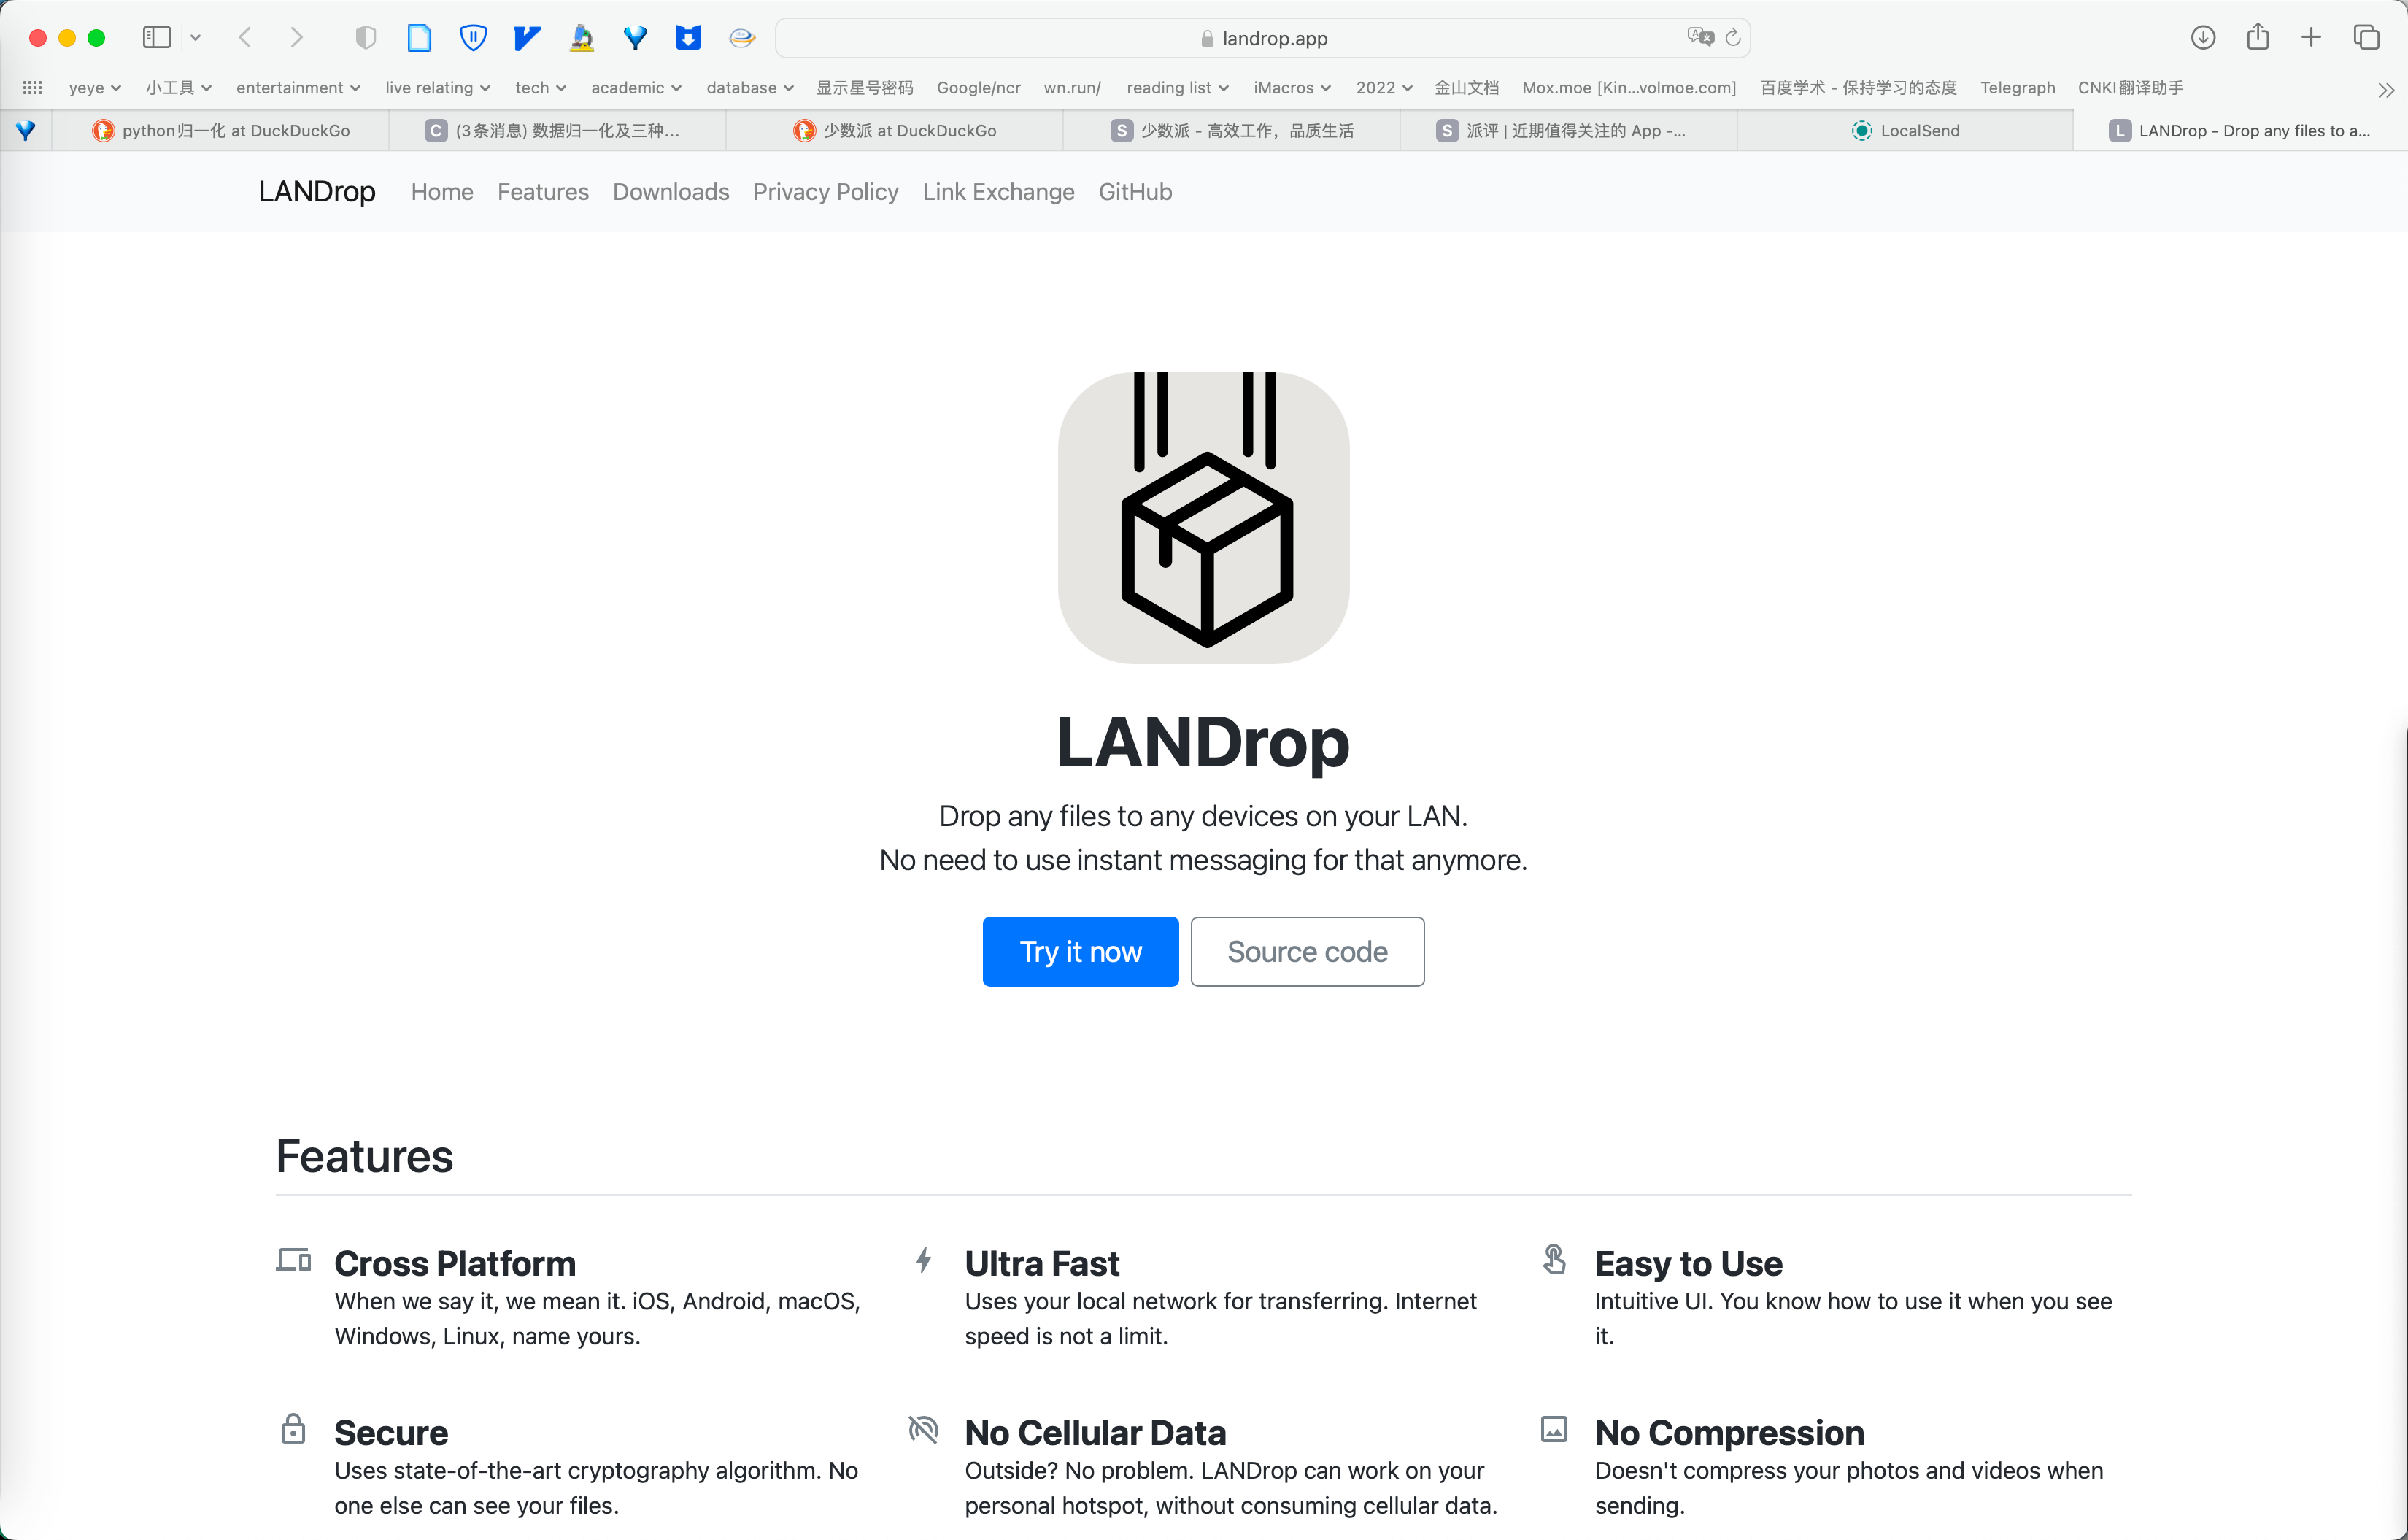 landrop.app
yeye 小工具 entertainment live relating tech academic database 显示星号密码 Google/ncr wn.run/ reading list iMacros 2022 金山文档 Mox.moe [Kin...volmoe.com] 百度学术 - 保持学习的态度 Telegraph CNKI翻译助手
python归一化 at DuckDuckGo C (3条消息) 数据归一化及三种... 少数派 at DuckDuckGo S 少数派 - 高效工作，品质生活 S 派评 | 近期值得关注的 App -... LocalSend L LANDrop - Drop any files to a...
LANDrop Home Features Downloads Privacy Policy Link Exchange GitHub
LANDrop
Drop any files to any devices on your LAN.
No need to use instant messaging for that anymore.
Try it now Source code
Features
Cross Platform
When we say it, we mean it. iOS, Android, macOS,
Windows, Linux, name yours.
Ultra Fast
Uses your local network for transferring. Internet
speed is not a limit.
Easy to Use
Intuitive UI. You know how to use it when you see
it.
Secure
Uses state-of-the-art cryptography algorithm. No
one else can see your files.
No Cellular Data
Outside? No problem. LANDrop can work on your
personal hotspot, without consuming cellular data.
No Compression
Doesn't compress your photos and videos when
sending.